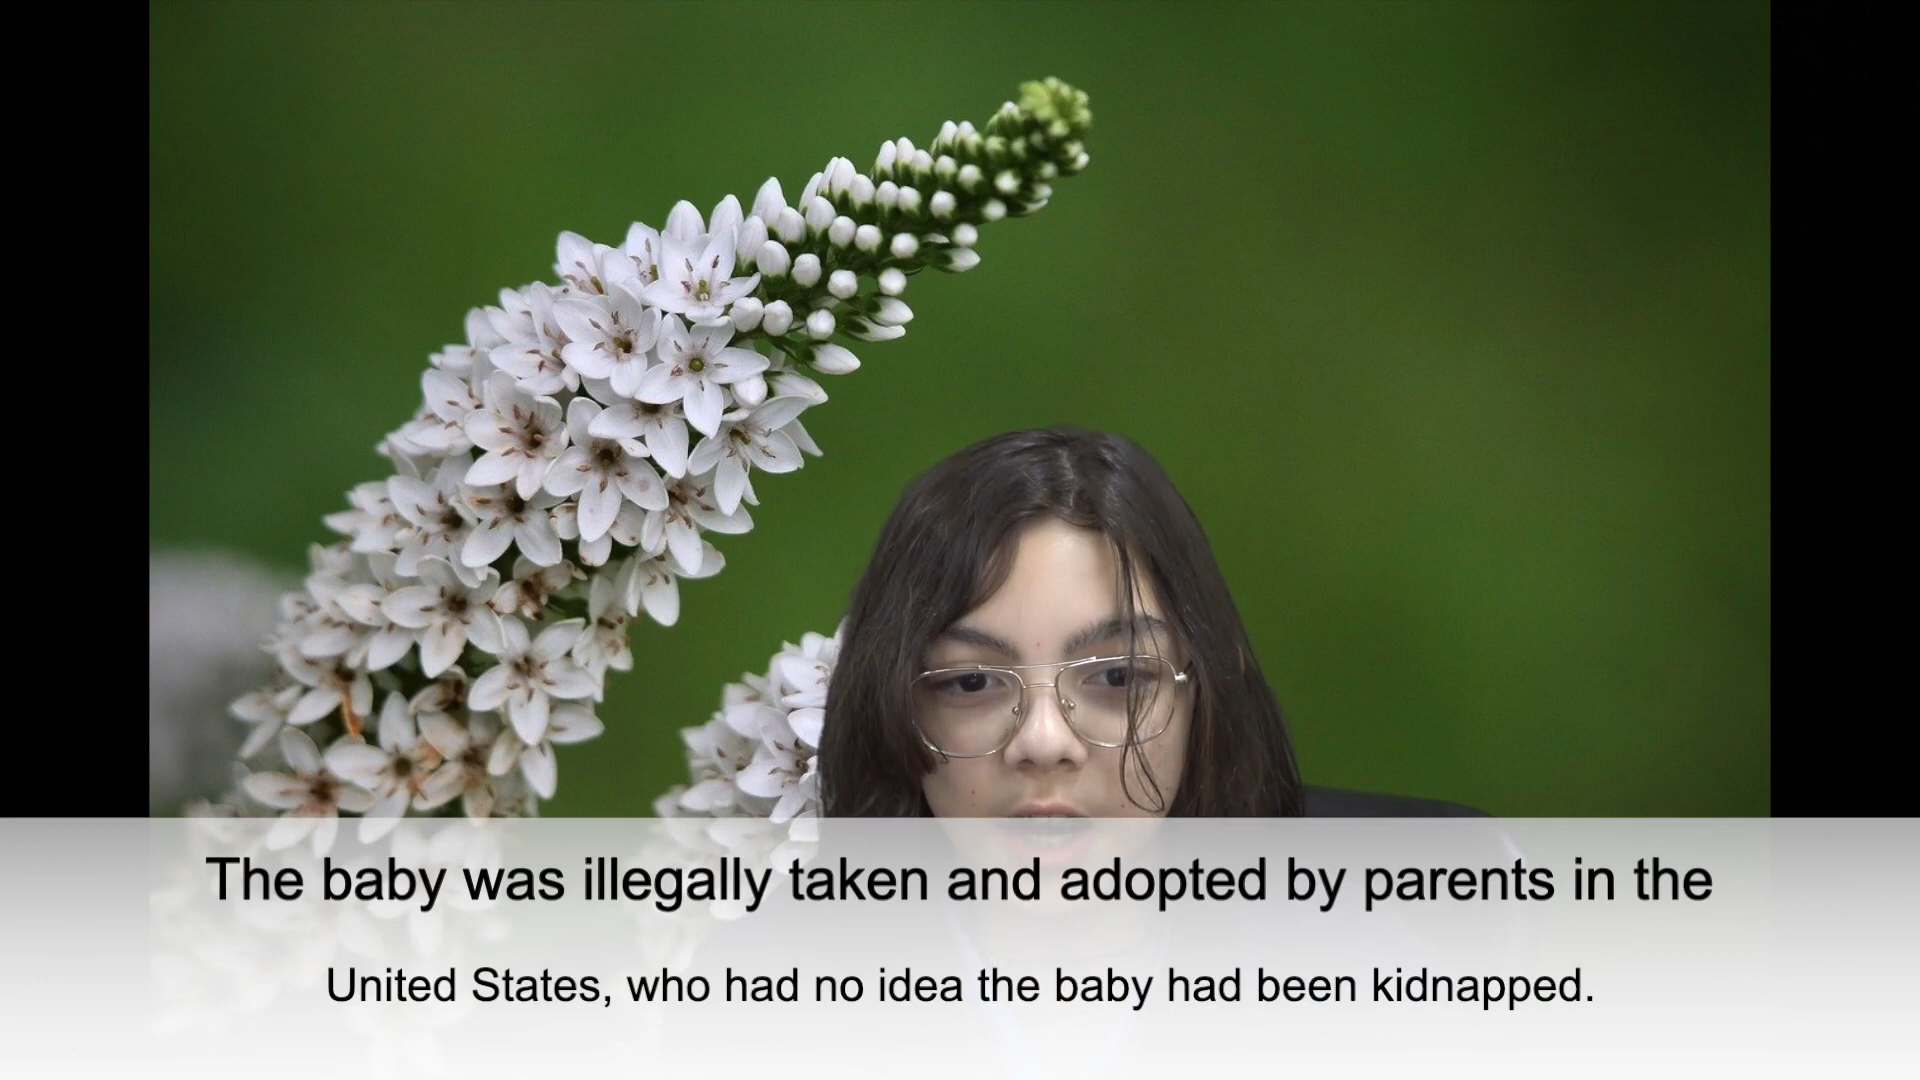 The baby was illegally taken and adopted by parents in the
United States, who had no idea the baby had been kidnapped.